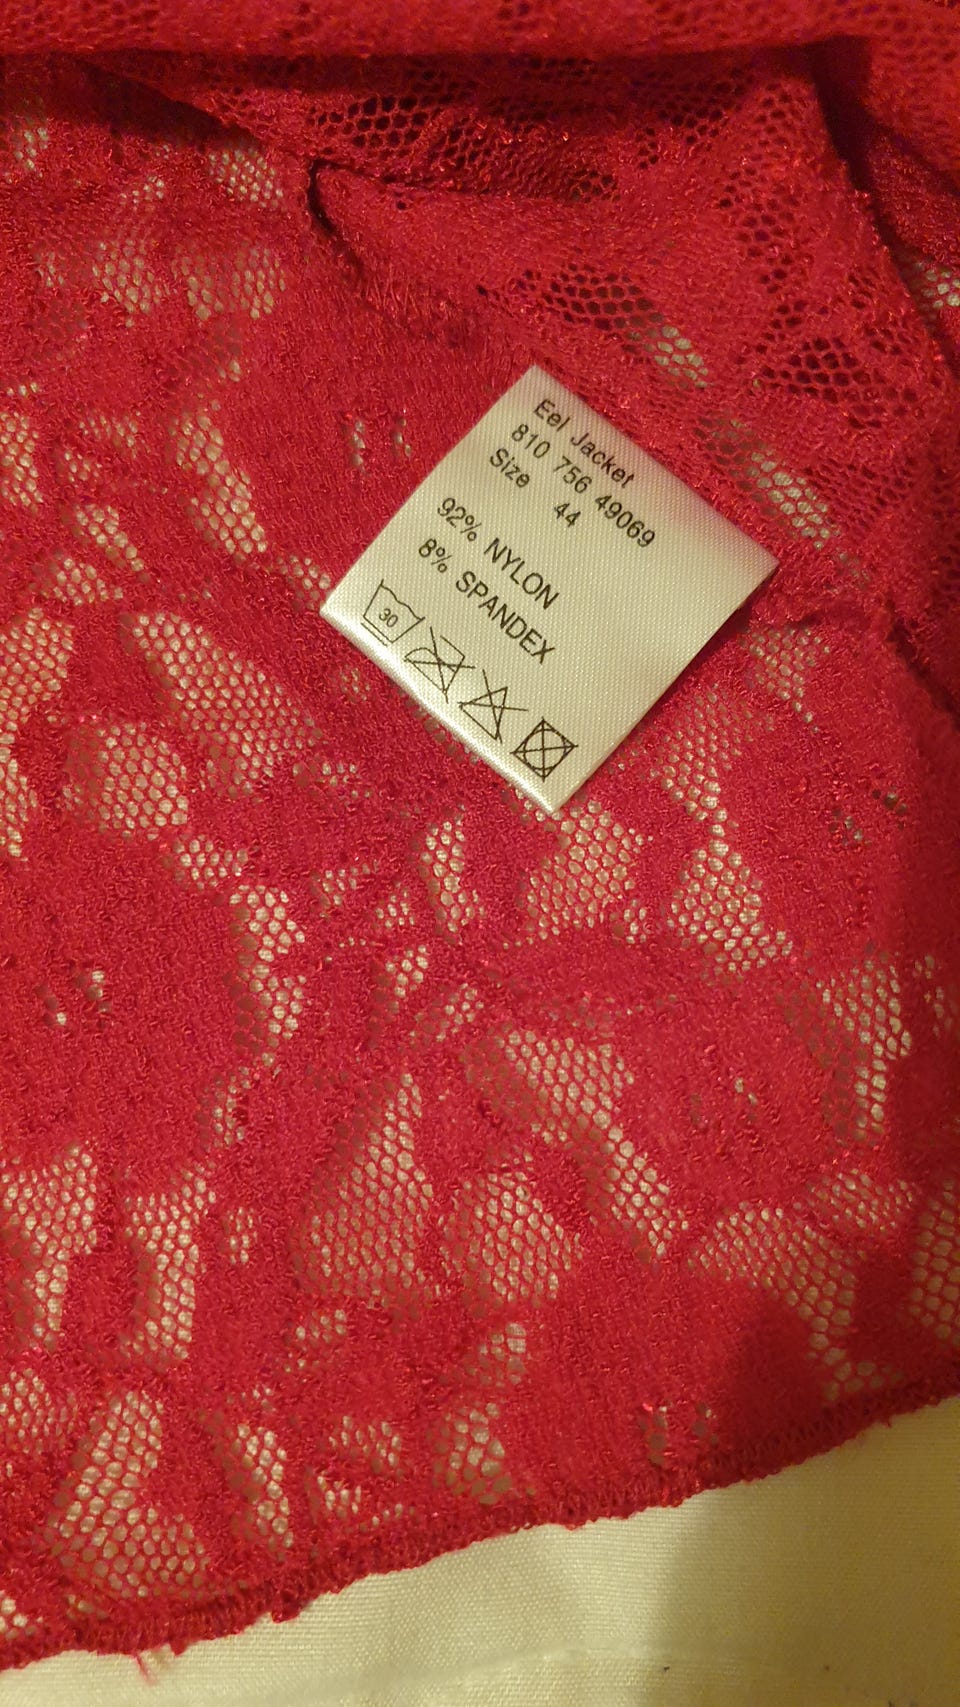 Eel Jacket
810 756 49069
Size 44
92% NYLON
8% SPANDEX
30